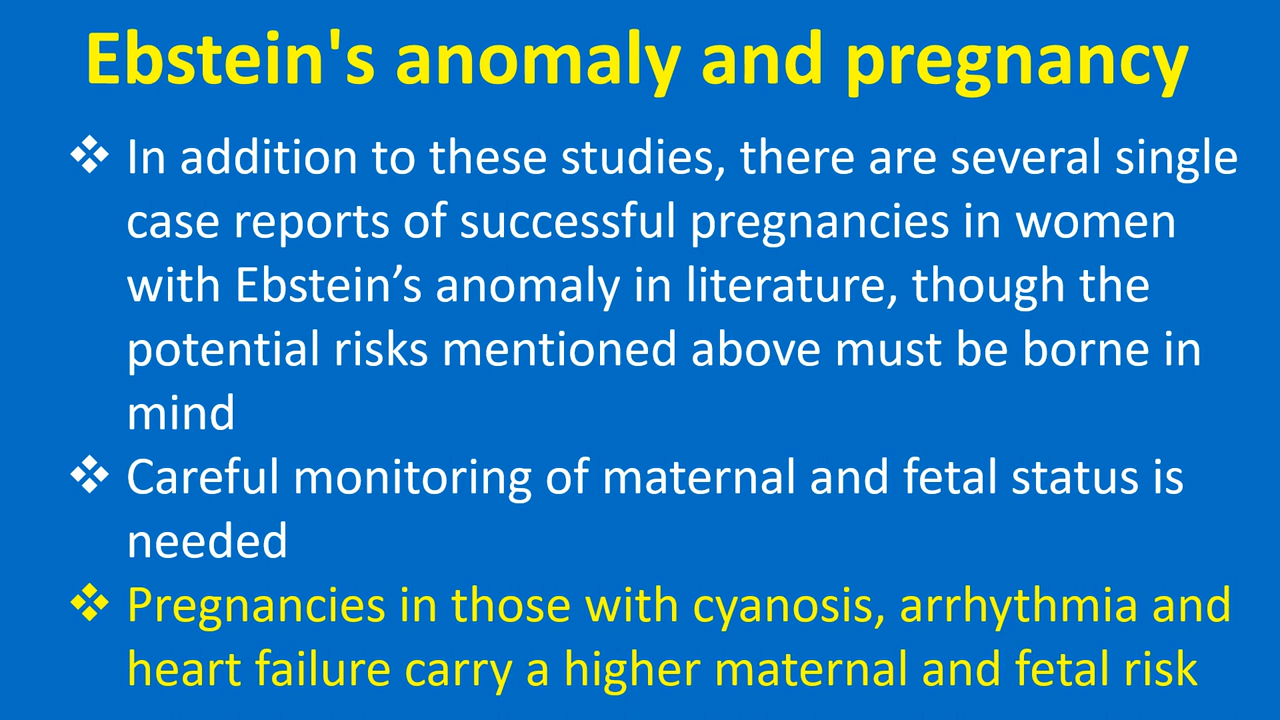 Ebstein's anomaly and pregnancy
❖ In addition to these studies, there are several single
case reports of successful pregnancies in women
with Ebstein’s anomaly in literature, though the
potential risks mentioned above must be borne in
mind
❖ Careful monitoring of maternal and fetal status is
needed
❖ Pregnancies in those with cyanosis, arrhythmia and
heart failure carry a higher maternal and fetal risk